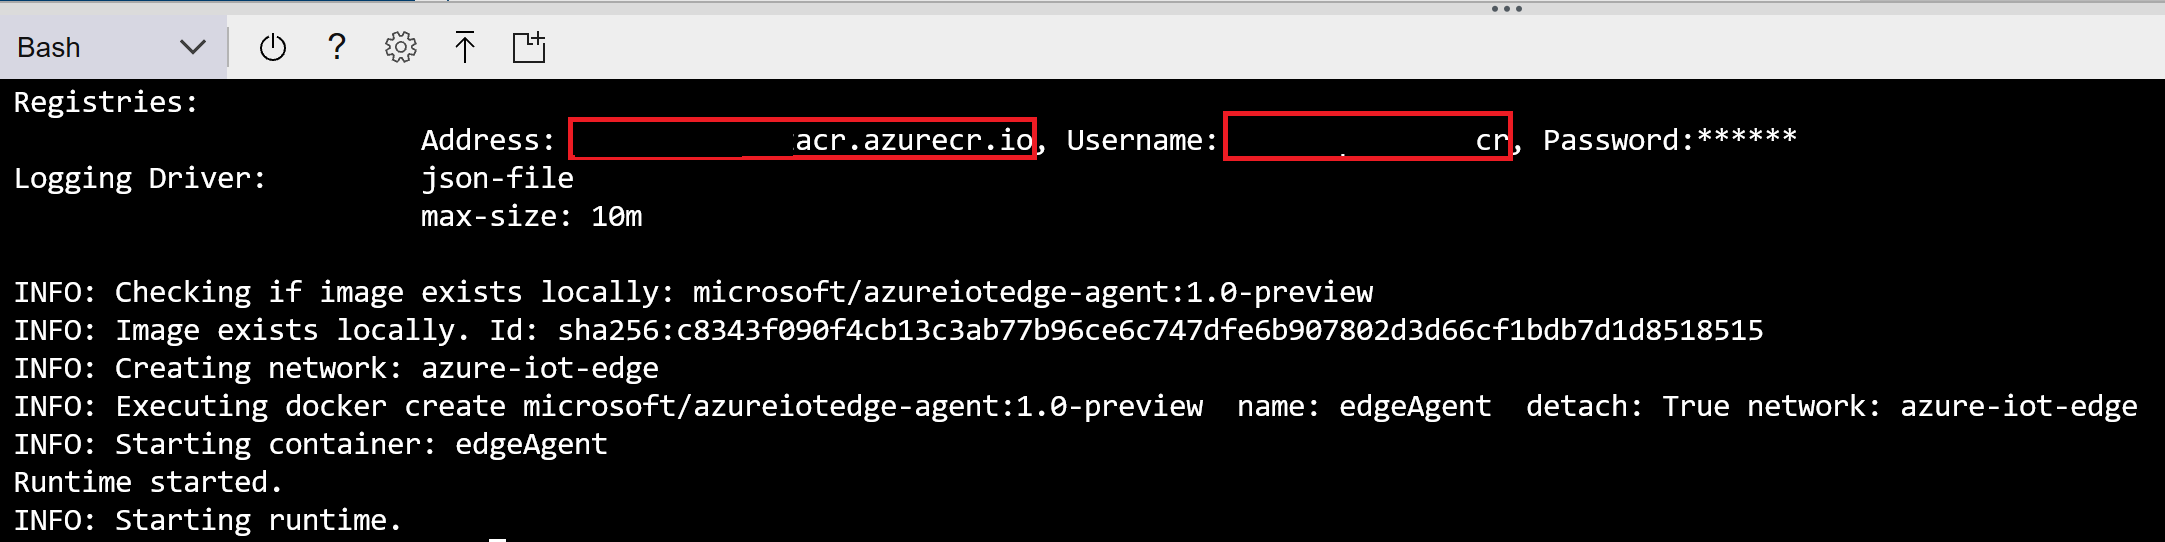 Bash
Registries:
Address: acr.azurecr.io, Username: cr, Password:******
Logging Driver: json-file
max-size: 10m
INFO: Checking if image exists locally: microsoft/azureiotedge-agent:1.0-preview
INFO: Image exists locally. Id: sha256:c8343f090f4cb13c3ab77b96ce6c747dfe6b907802d3d66cf1bdb7d1d8518515
INFO: Creating network: azure-iot-edge
INFO: Executing docker create microsoft/azureiotedge-agent:1.0-preview  name: edgeAgent  detach: True network: azure-iot-edge
INFO: Starting container: edgeAgent
Runtime started.
INFO: Starting runtime.